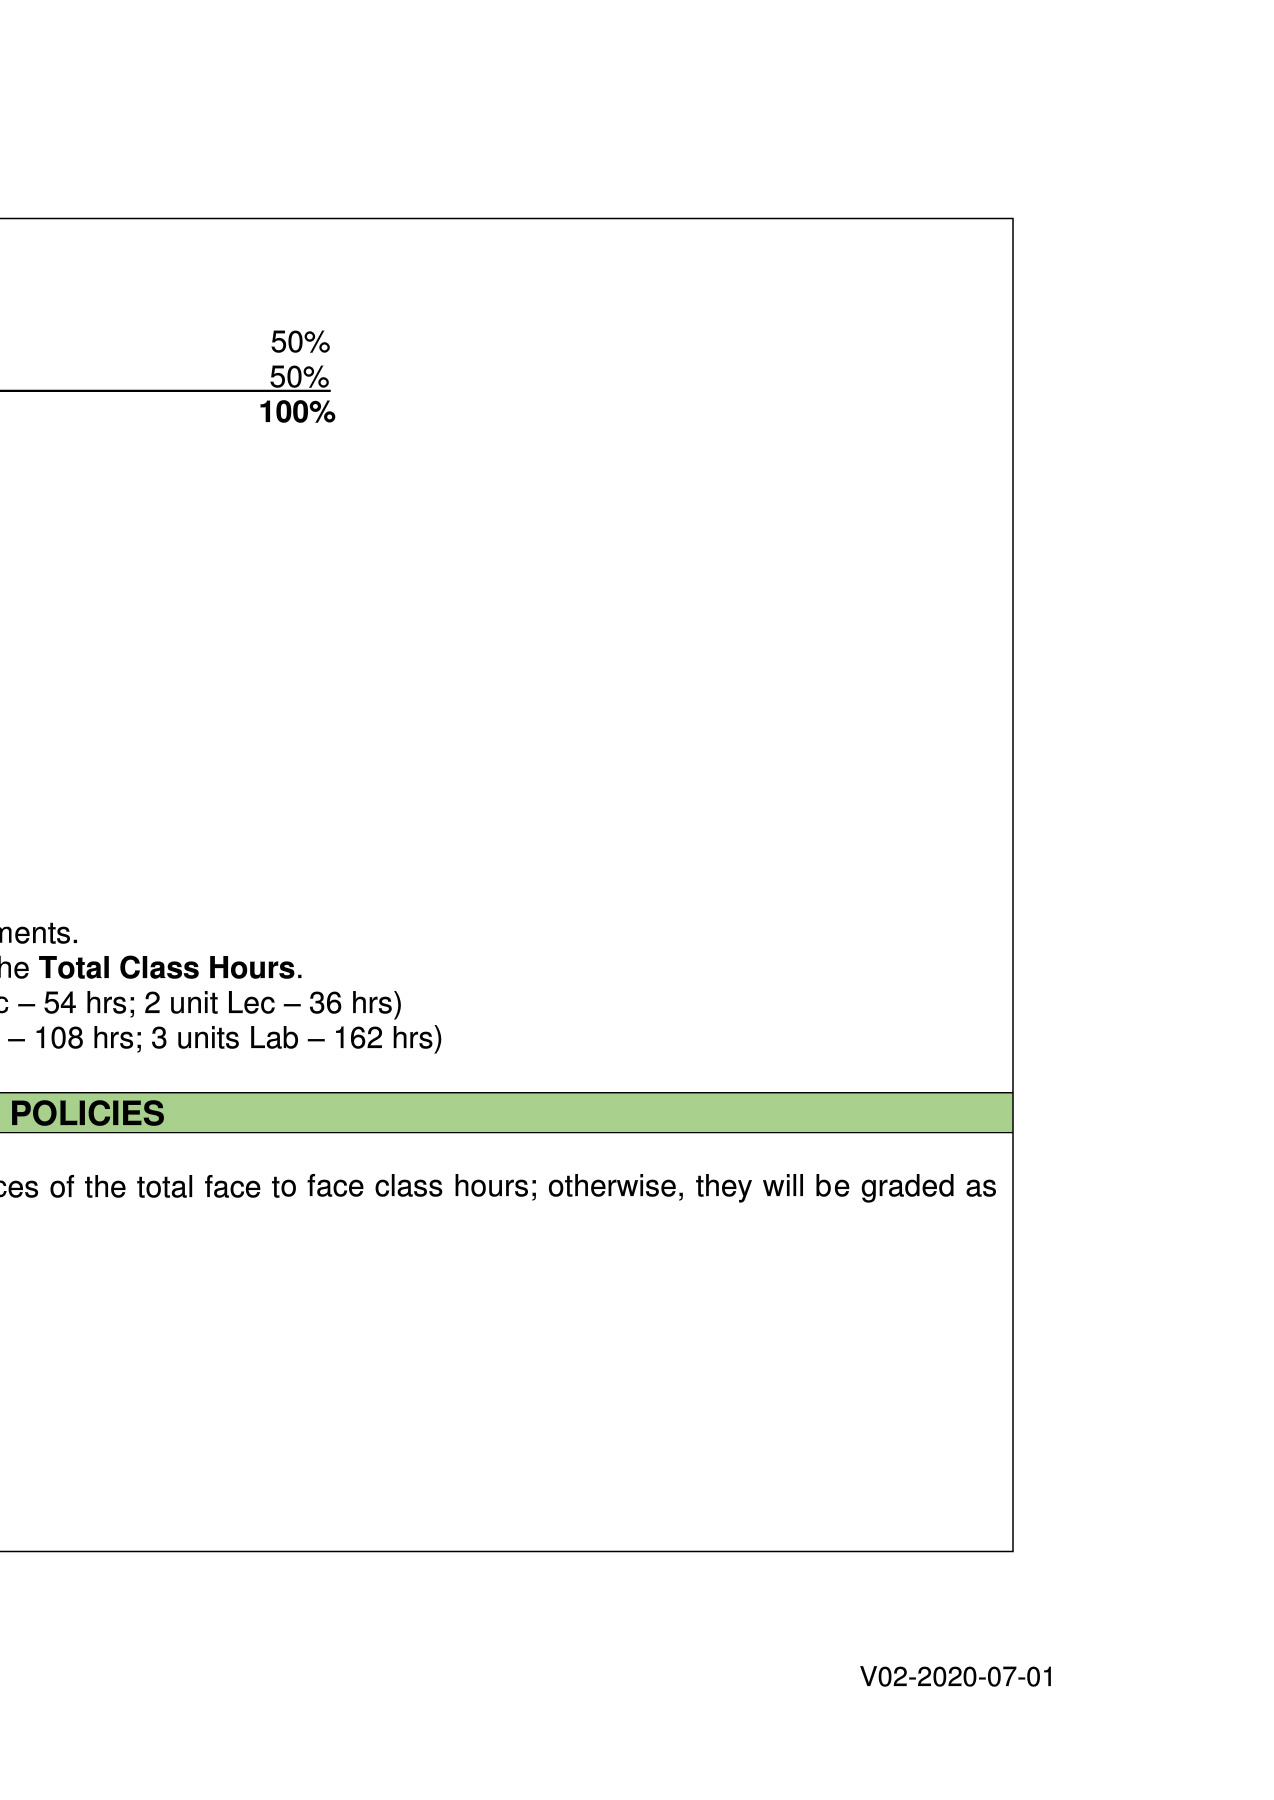 50%
50%
100%
ments.
he Total Class Hours.
c – 54 hrs; 2 unit Lec – 36 hrs)
– 108 hrs; 3 units Lab – 162 hrs)
POLICIES
ces of the total face to face class hours; otherwise, they will be graded as
V02-2020-07-01